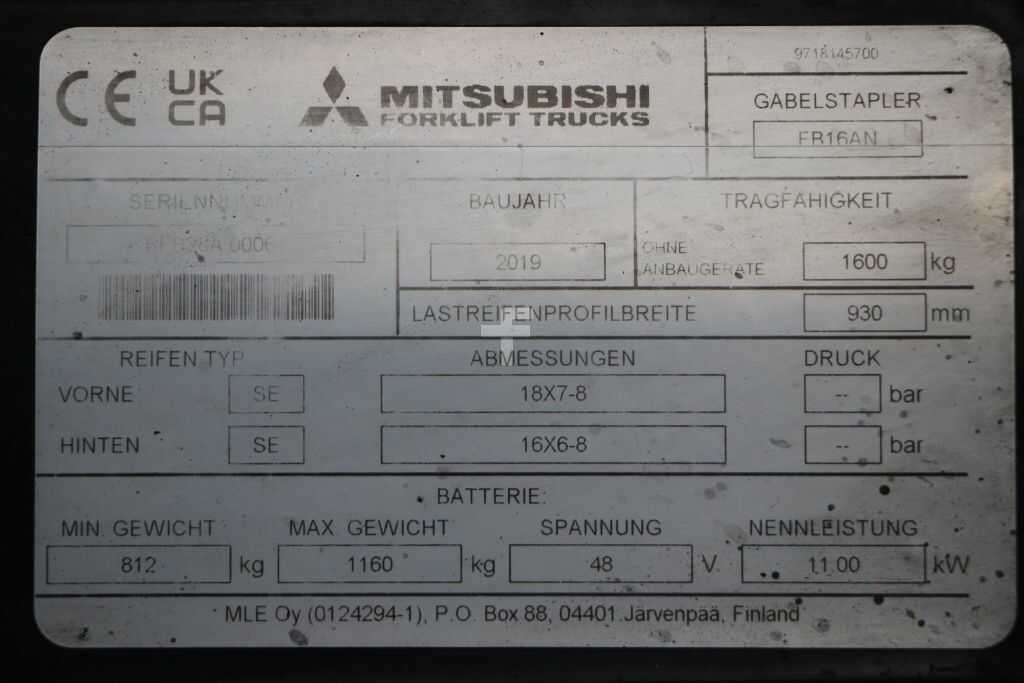 CE UK CA
MITSUBISHI
FORKLIFT TRUCKS
9718145700
GABELSTAPLER
BAUJAHR
2019
TRAGFÄHIGKEIT
OHNE ANBAUGERÄTE 1600 kg
LASTREIFENPROFILBREITE 930 mm
REIFEN TYP ABMESSUNGEN DRUCK
VORNE SE 18X7-8 -- bar
HINTEN SE 16X6-8 -- bar
BATTERIE:
MIN. GEWICHT MAX. GEWICHT SPANNUNG NENNLEISTUNG
812 kg 1160 kg 48 V. 11.00 kW
MLE Oy (0124294-1), P.O. Box 88, 04401 Järvenpää, Finland